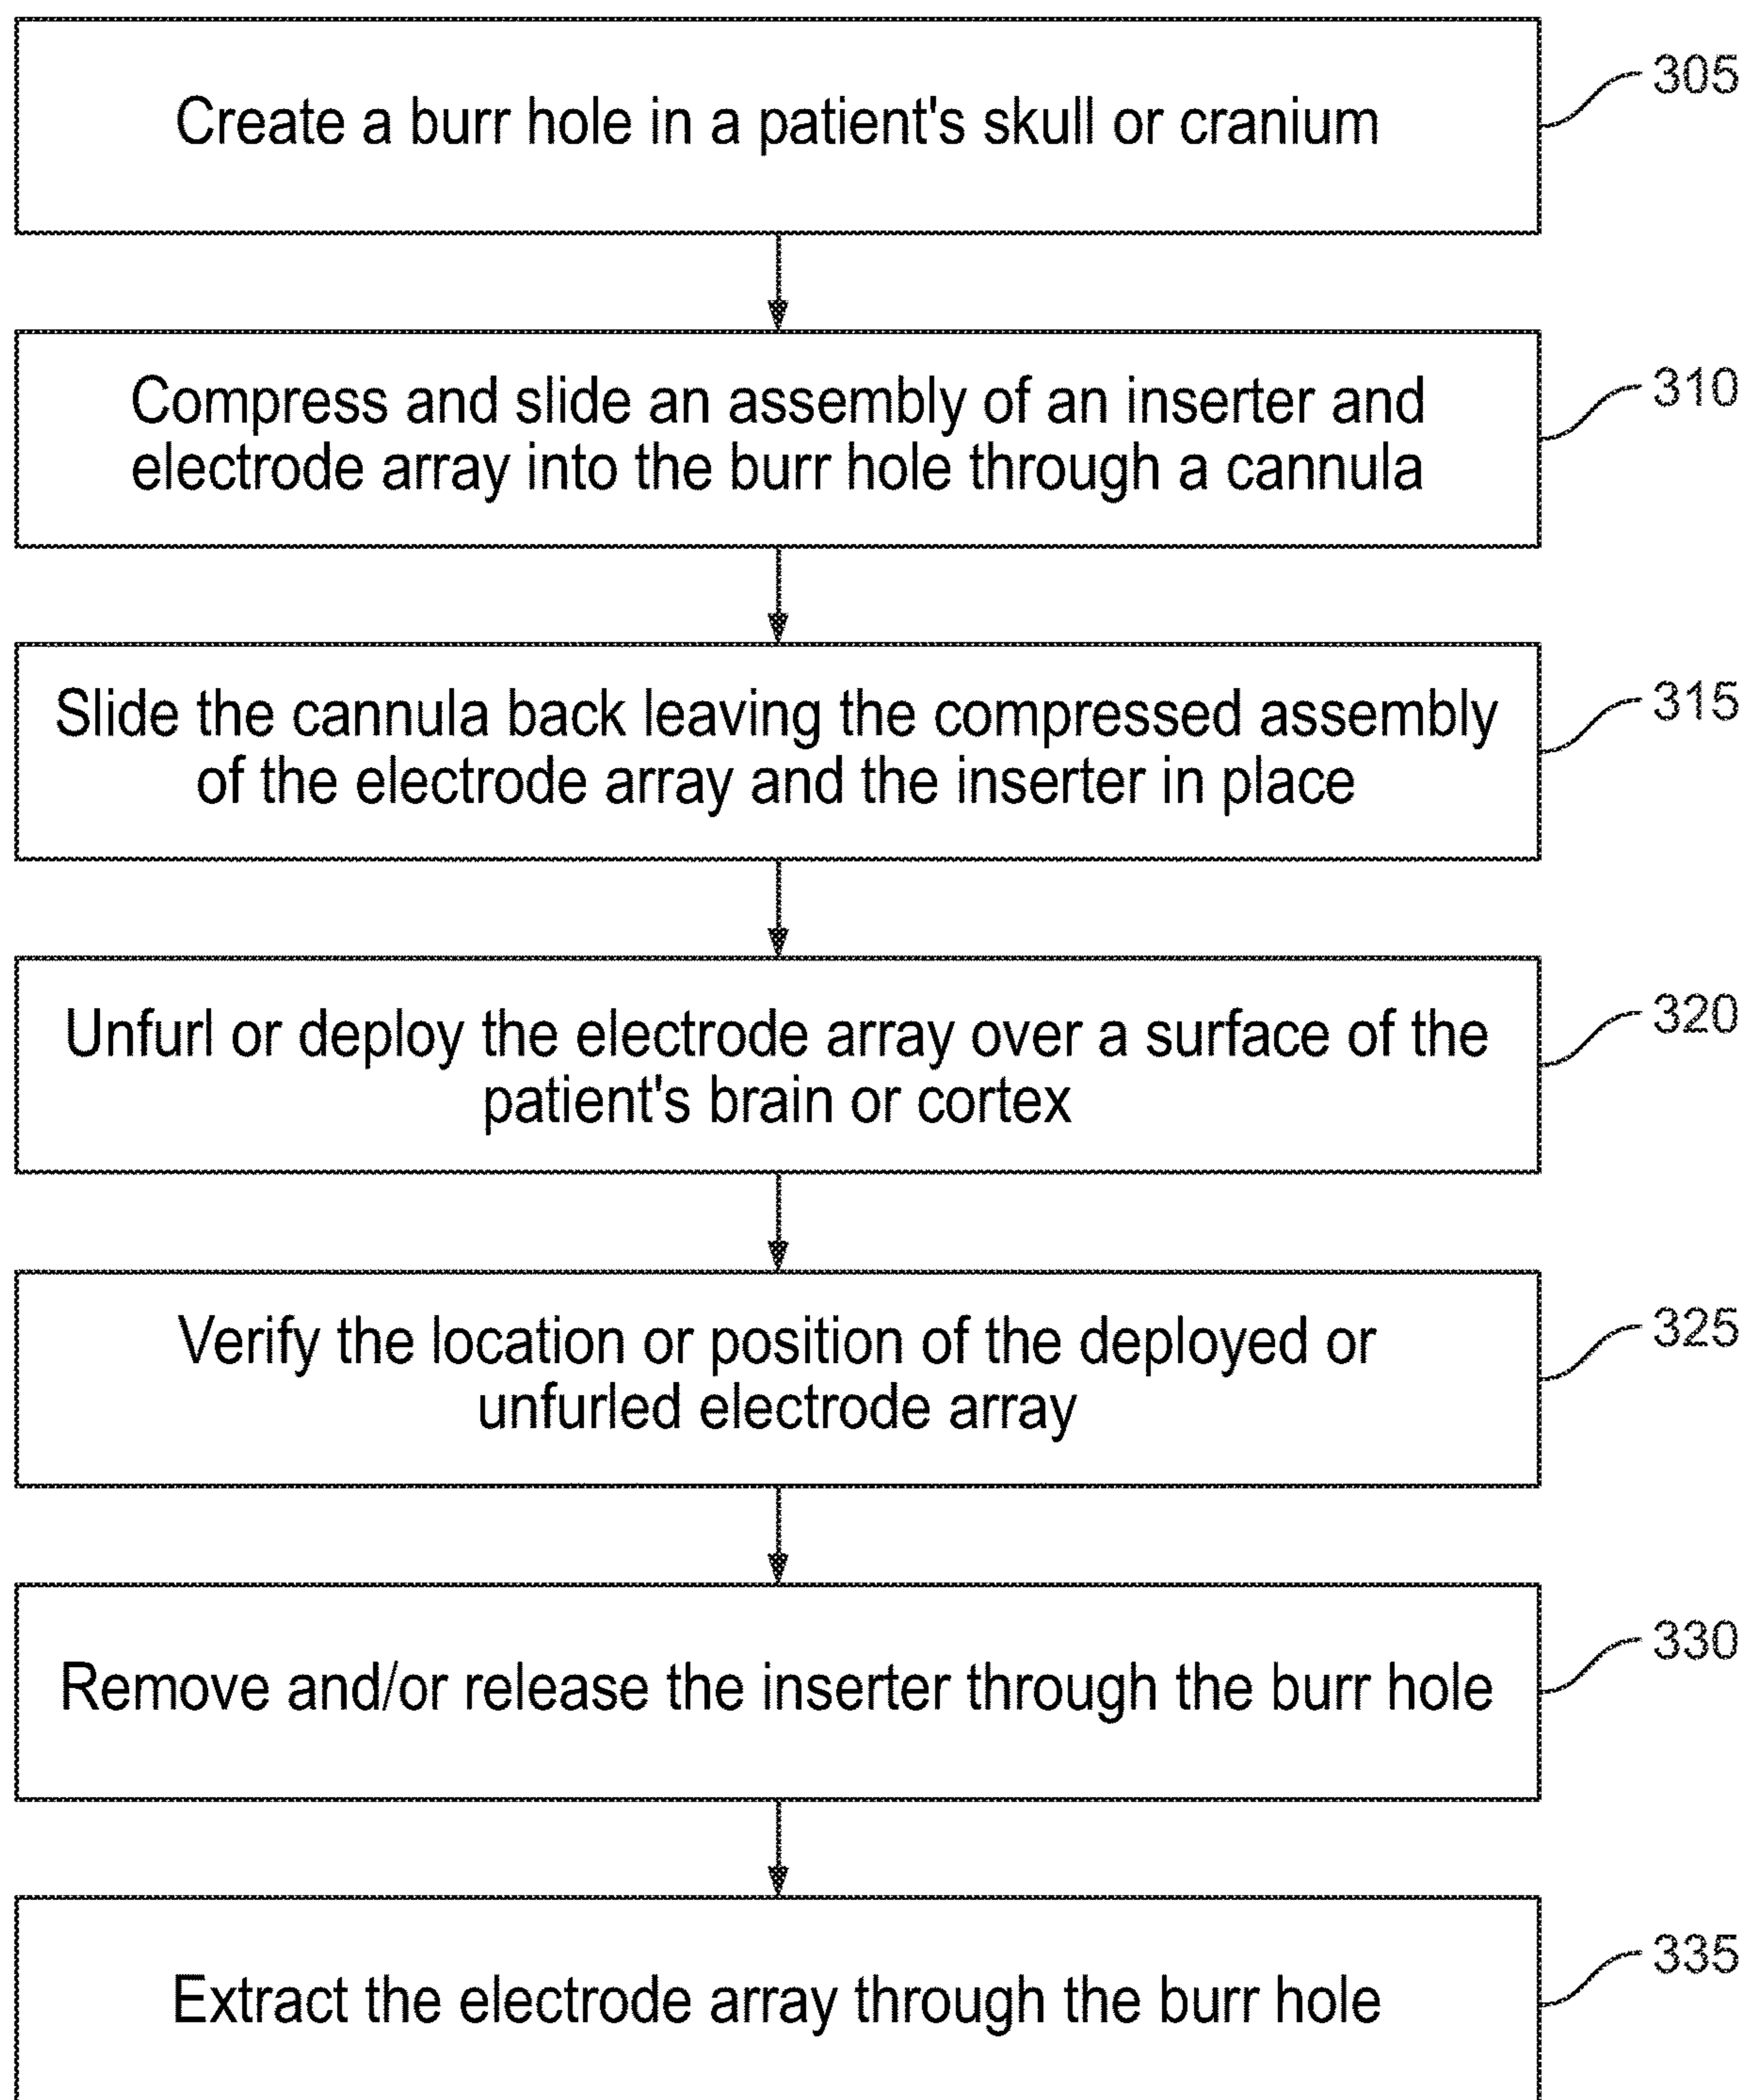 Create a burr hole in a patient's skull or cranium
305
Compress and slide an assembly of an inserter and
electrode array into the burr hole through a cannula
310
Slide the cannula back leaving the compressed assembly
of the electrode array and the inserter in place
315
Unfurl or deploy the electrode array over a surface of the
patient's brain or cortex
320
Verify the location or position of the deployed or
unfurled electrode array
325
Remove and/or release the inserter through the burr hole
330
Extract the electrode array through the burr hole
335